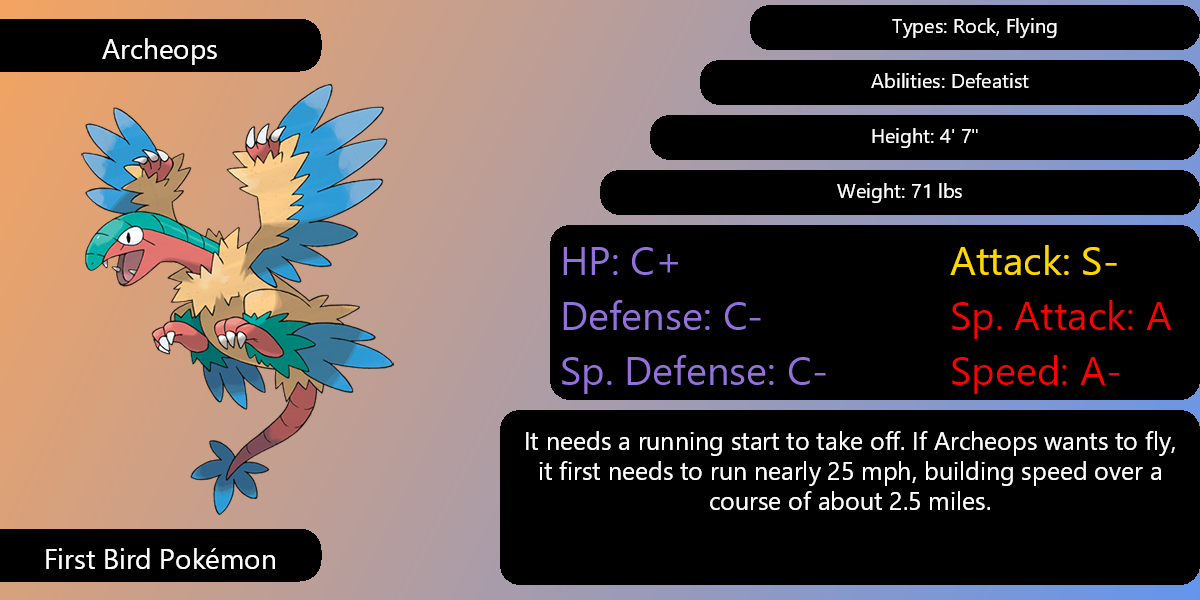 Archeops
Types: Rock, Flying
Abilities: Defeatist
Height: 4' 7"
Weight: 71 lbs
HP: C+
Attack: S-
Defense: C-
Sp. Attack: A
Sp. Defense: C-
Speed: A-
It needs a running start to take off. If Archeops wants to fly,
it first needs to run nearly 25 mph, building speed over a
course of about 2.5 miles.
First Bird Pokémon